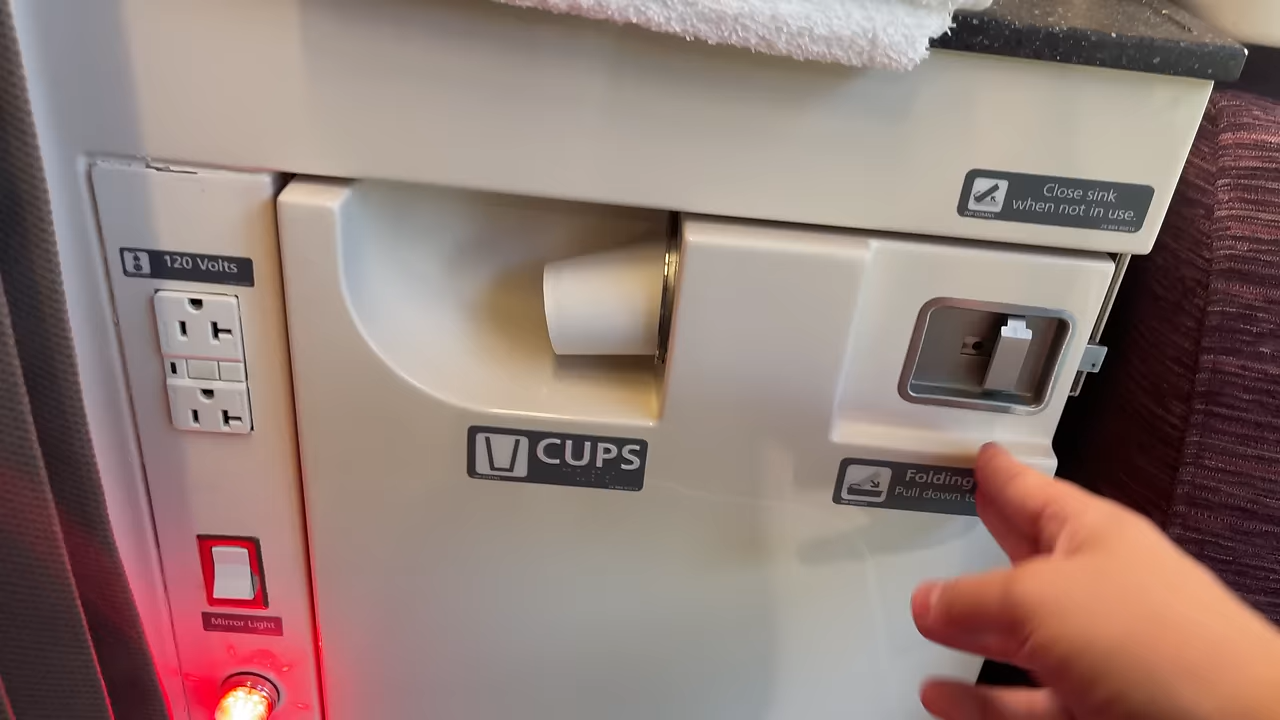 Close sink
when not in use.
120 Volts
CUPS
Folding
Pull down to
Mirror Light